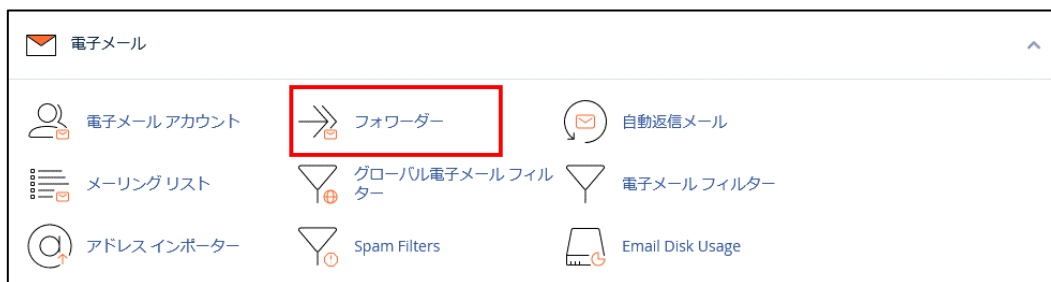 電子メール
電子メール アカウント
フォワーダー
自動返信メール
メーリング リスト
グローバル電子メール フィル
ター
電子メール フィルター
アドレス インポーター
Spam Filters
Email Disk Usage